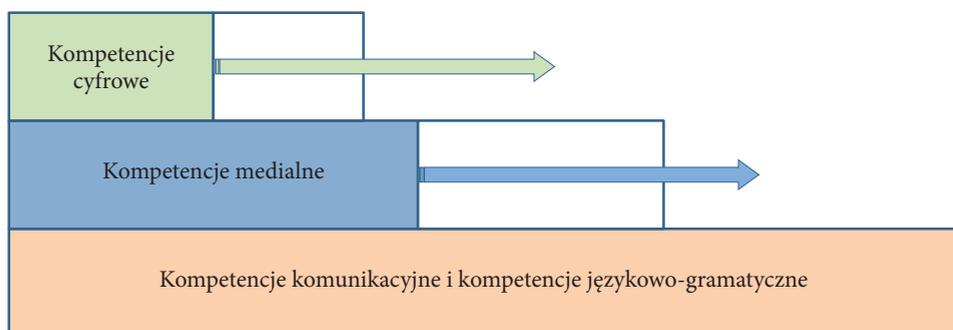 Kompetencje
cyfrowe
Kompetencje medialne
Kompetencje komunikacyjne i kompetencje językowo-gramatyczne